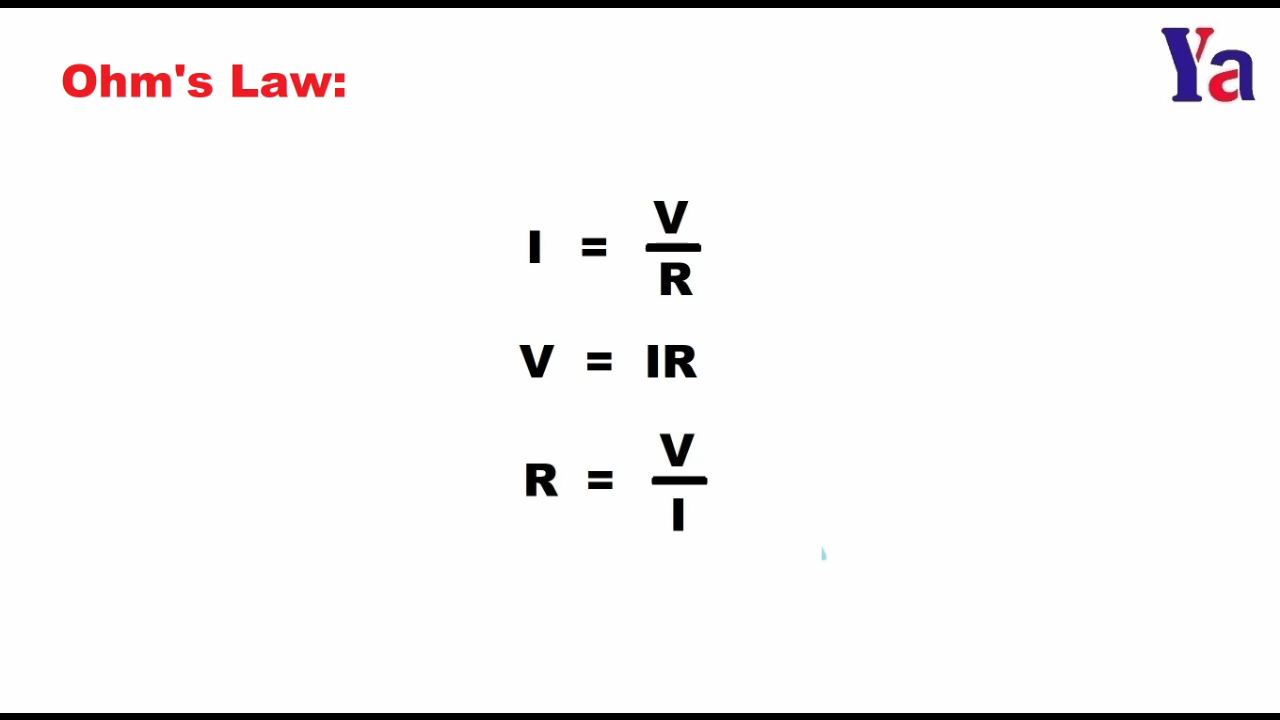 Ohm's Law:
Ya
I = V/R
V = IR
R = V/I